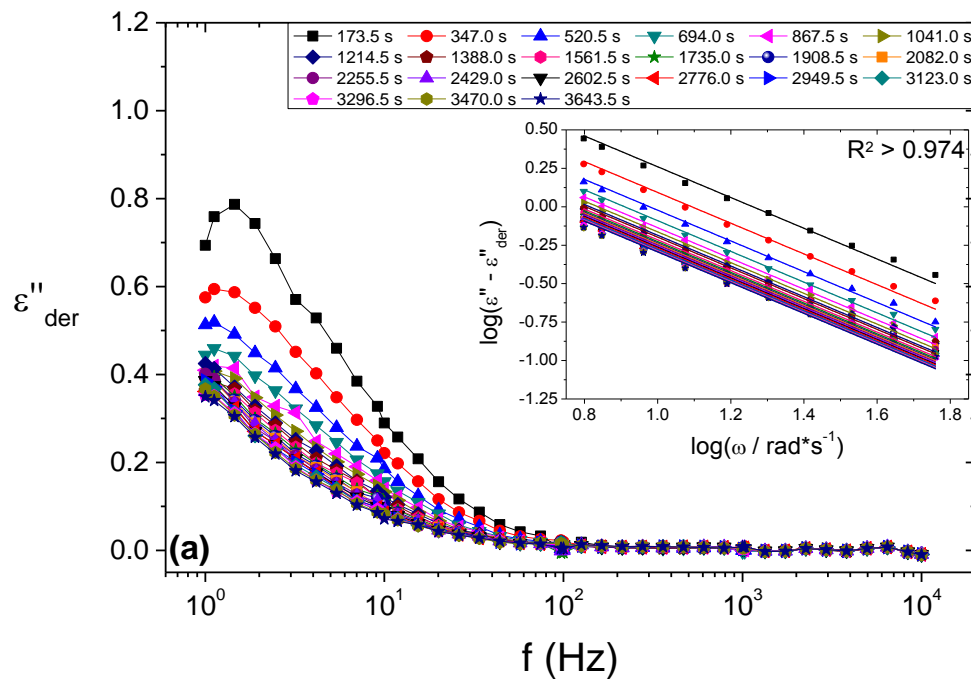 173.5 s 347.0 s 520.5 s 694.0 s 867.5 s 1041.0 s
1214.5 s 1388.0 s 1561.5 s 1735.0 s 1908.5 s 2082.0 s
2255.5 s 2429.0 s 2602.5 s 2776.0 s 2949.5 s 3123.0 s
3296.5 s 3470.0 s 3643.5 s
1.2
1.0
0.8
0.6
0.4
0.2
0.0
ε''der
R² > 0.974
0.50
0.25
0.00
-0.25
-0.50
-0.75
-1.00
-1.25
log(ε'' - ε''der)
0.8 1.0 1.2 1.4 1.6 1.8
log(ω / rad*s⁻¹)
(a)
10⁰ 10¹ 10² 10³ 10⁴
f (Hz)